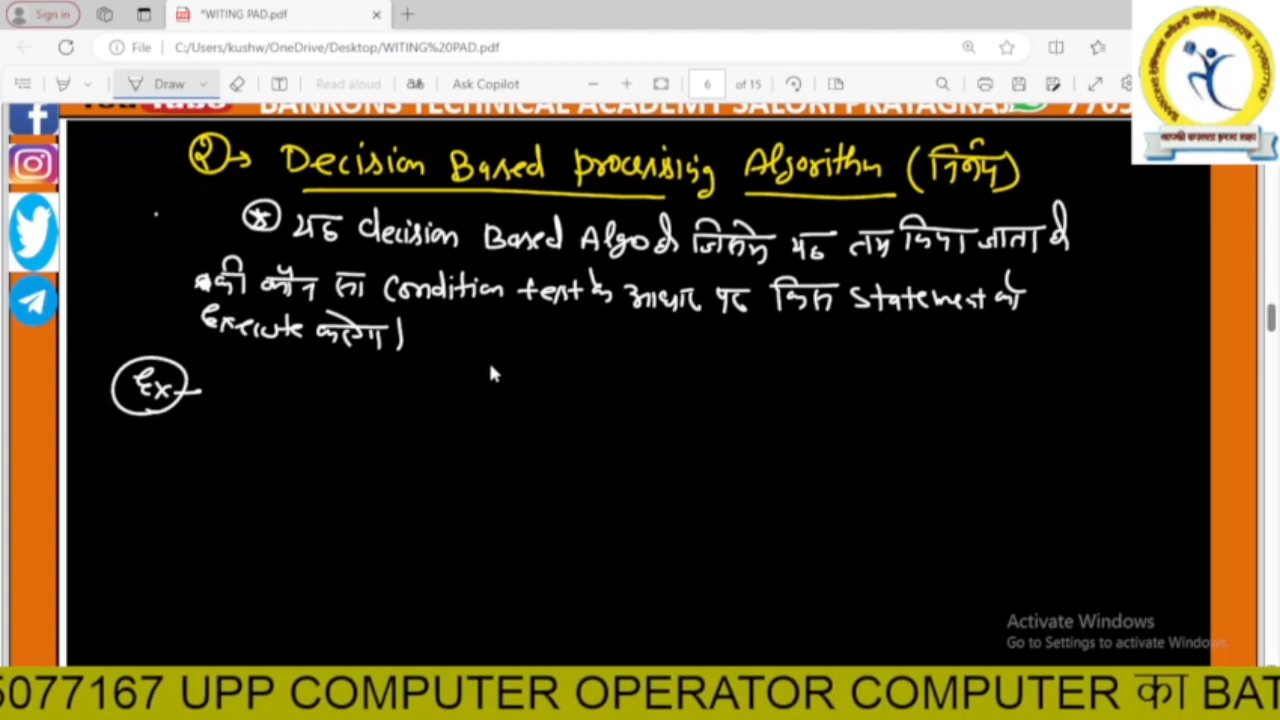 Sign in
*WITING PAD.pdf
File C:/Users/kushw/OneDrive/Desktop/WITING%20PAD.pdf
Draw Read aloud Ask Copilot 6 of 15
BANKONS TECHNICAL ACADEMY SALORI PRAYAGRAJ
२→ Decision Based processing Algorithm (निर्णय)
* यह decision Based Algo है जिसमे यह तय किया जाता है
की कौन सा condition test के आधार पर किस statement को
Execute करेगा।
Ex-
Activate Windows
Go to Settings to activate Windows.
5077167 UPP COMPUTER OPERATOR COMPUTER का BAT